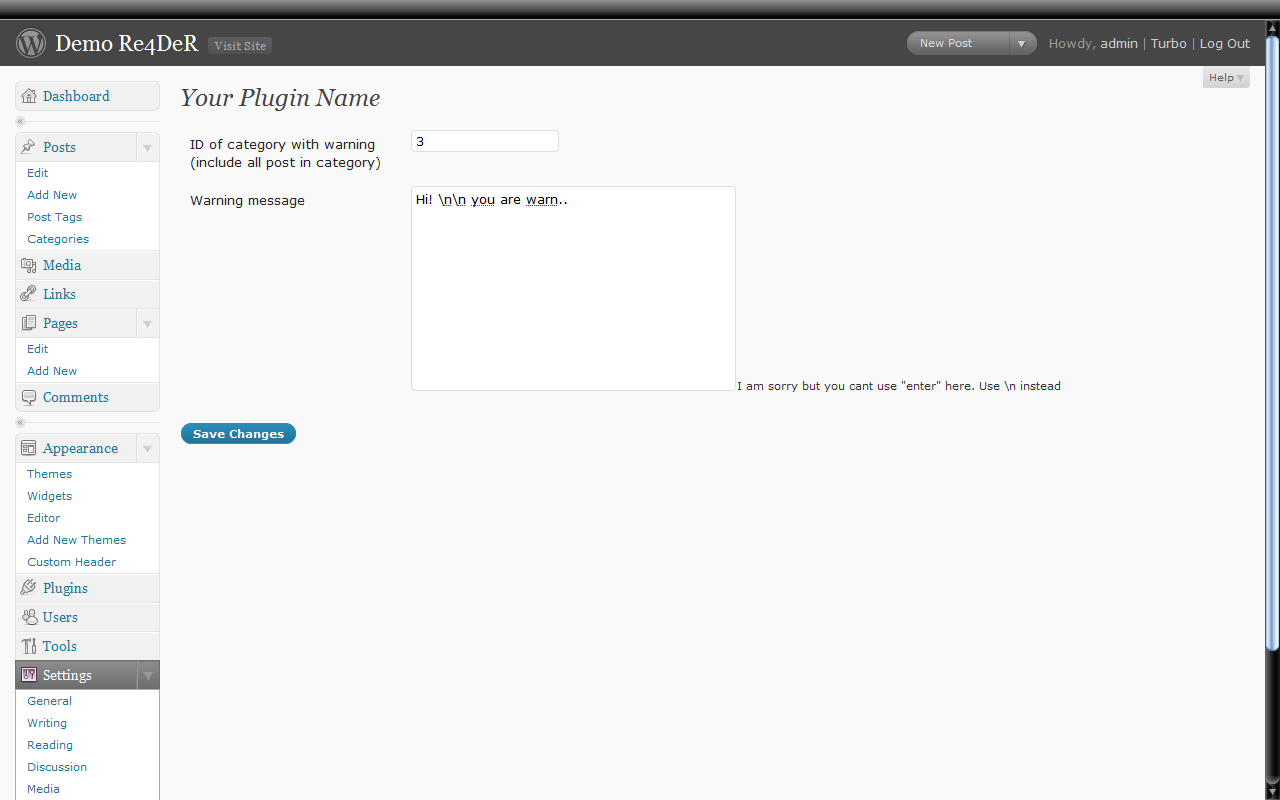 Demo Re4DeR Visit Site New Post Howdy, admin | Turbo | Log Out
Help
Dashboard
Posts
Edit
Add New
Post Tags
Categories
Media
Links
Pages
Edit
Add New
Comments
Appearance
Themes
Widgets
Editor
Add New Themes
Custom Header
Plugins
Users
Tools
Settings
General
Writing
Reading
Discussion
Media
Your Plugin Name
ID of category with warning
(include all post in category)
3
Warning message
Hi! \n\n you are warn..
I am sorry but you cant use "enter" here. Use \n instead
Save Changes